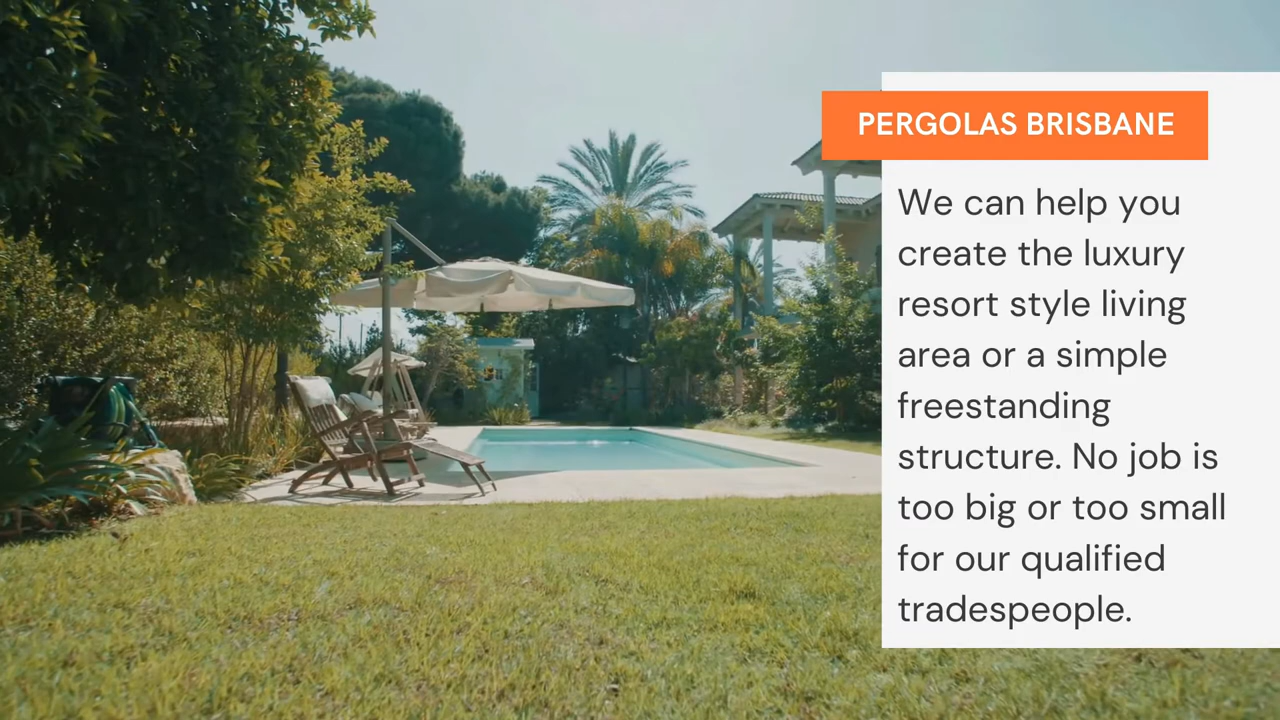 PERGOLAS BRISBANE
We can help you
create the luxury
resort style living
area or a simple
freestanding
structure. No job is
too big or too small
for our qualified
tradespeople.